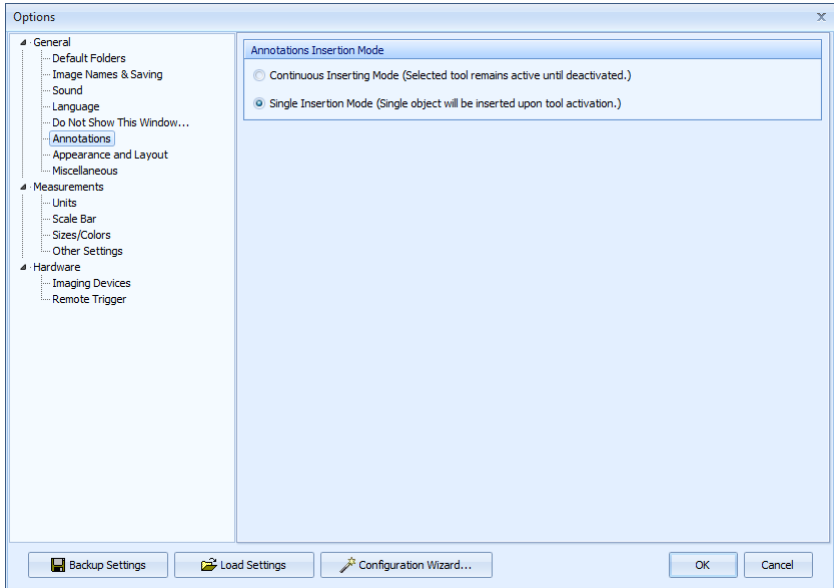 Options
General
Default Folders
Image Names & Saving
Sound
Language
Do Not Show This Window...
Annotations
Appearance and Layout
Miscellaneous
Measurements
Units
Scale Bar
Sizes/Colors
Other Settings
Hardware
Imaging Devices
Remote Trigger
Annotations Insertion Mode
Continuous Inserting Mode (Selected tool remains active until deactivated.)
Single Insertion Mode (Single object will be inserted upon tool activation.)
Backup Settings
Load Settings
Configuration Wizard...
OK
Cancel